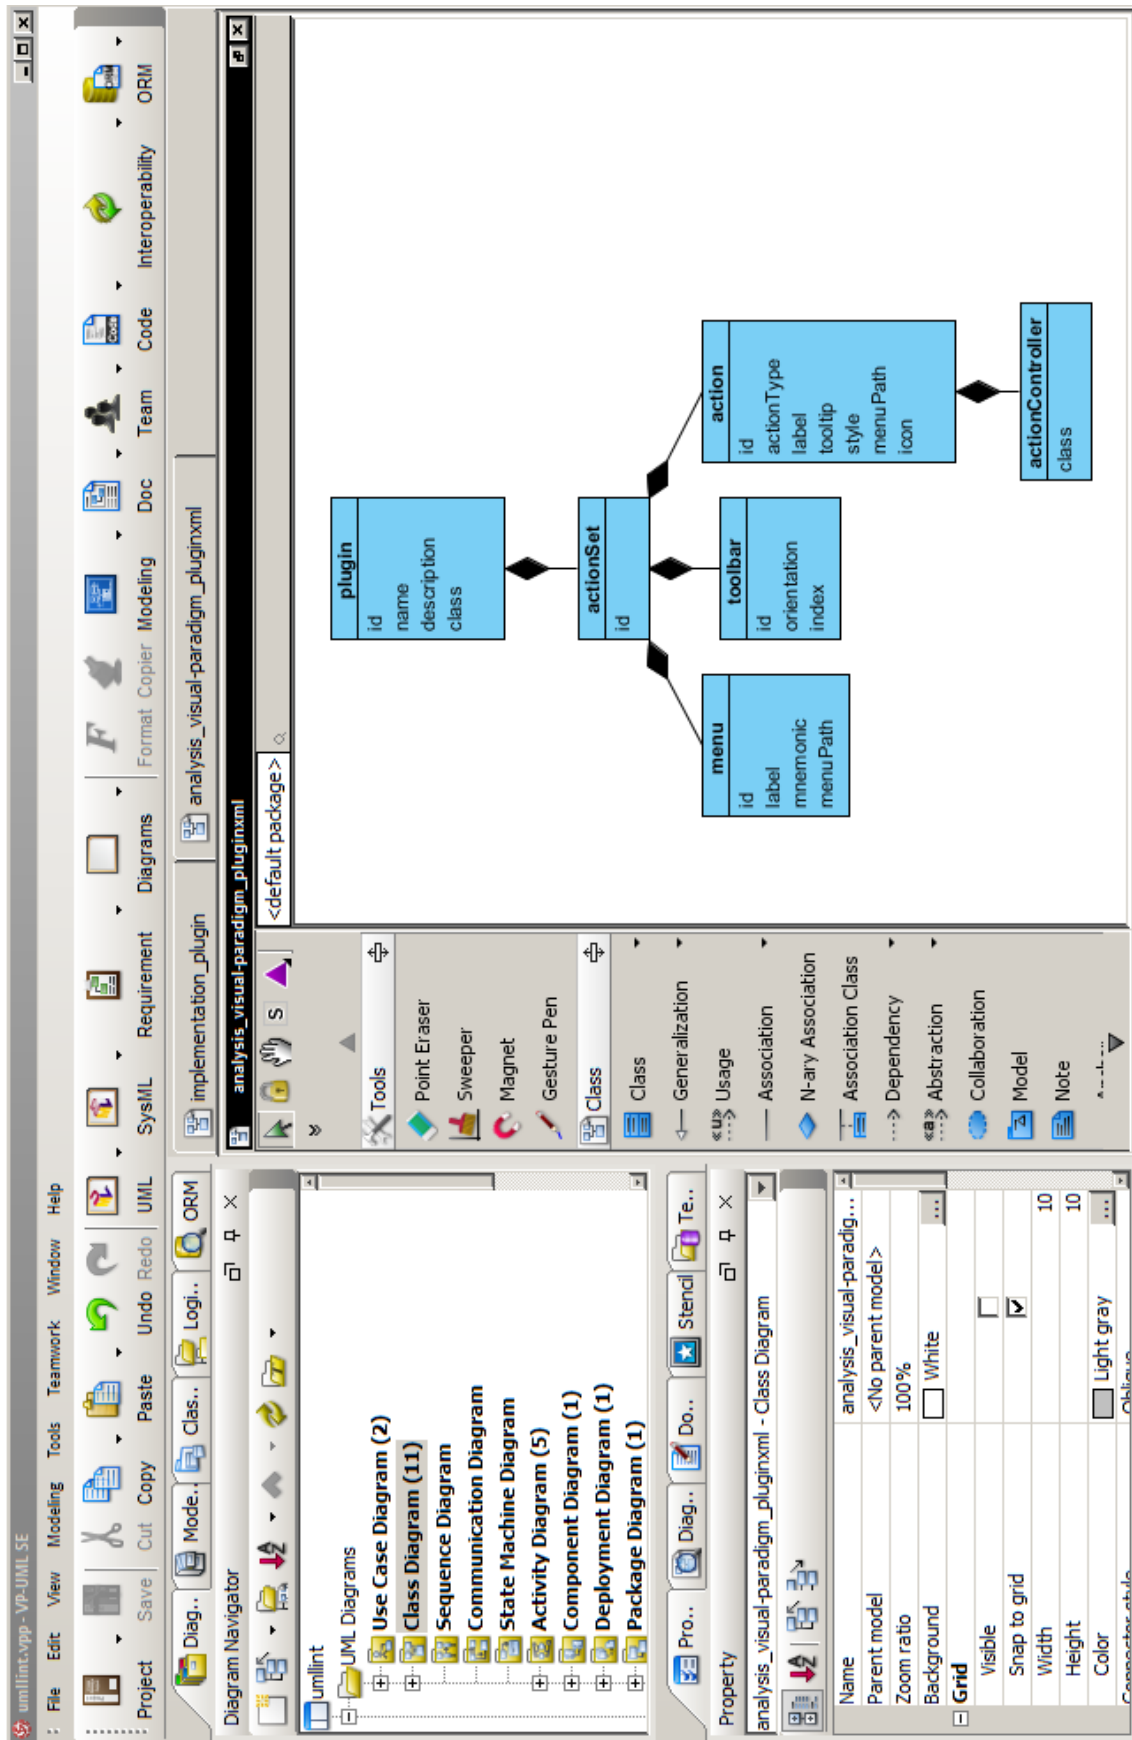 umllint.vpp - VP-UML SE
File Edit View Modeling Tools Teamwork Window Help
Project Save Cut Copy Paste Undo Redo UML SysML Requirement Diagrams Format Copier Modeling Doc Team Code Interoperability ORM
Diag.. Mode.. Clas.. Logi.. ORM
Diagram Navigator
umllint
UML Diagrams
Use Case Diagram (2)
Class Diagram (11)
Sequence Diagram
Communication Diagram
State Machine Diagram
Activity Diagram (5)
Component Diagram (1)
Deployment Diagram (1)
Package Diagram (1)
Pro... Diag.. Do... Stencil Te..
Property
analysis_visual-paradigm_pluginxml - Class Diagram
Name analysis_visual-paradig...
Parent model <No parent model>
Zoom ratio 100%
Background White ...
Grid
Visible
Snap to grid
Width 10
Height 10
Color Light gray ...
Connector style Oblique
implementation_plugin analysis_visual-paradigm_pluginxml
analysis_visual-paradigm_pluginxml
S <default package>
Tools
Point Eraser
Sweeper
Magnet
Gesture Pen
Class
Class
Generalization
«u» Usage
Association
N-ary Association
Association Class
Dependency
«a» Abstraction
Collaboration
Model
Note
plugin
id
name
description
class
actionSet
id
menu
id
label
mnemonic
menuPath
toolbar
id
orientation
index
action
id
actionType
label
tooltip
style
menuPath
icon
actionController
class